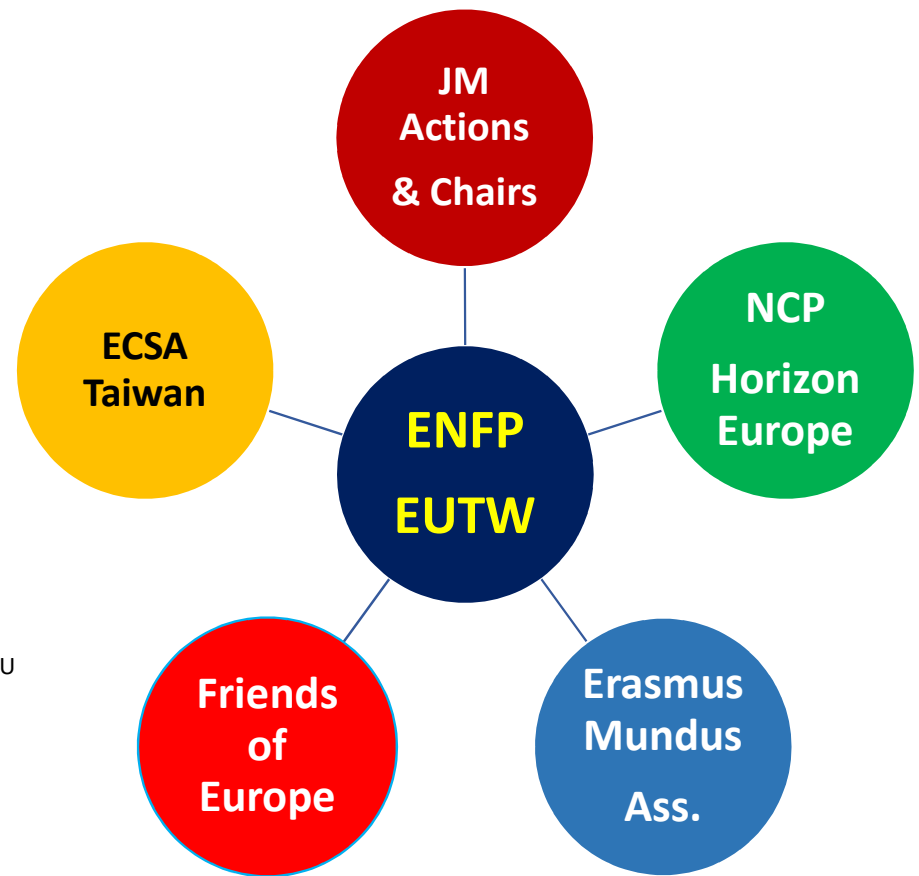 JM
Actions
& Chairs
ECSA
Taiwan
NCP
Horizon
Europe
ENFP
EUTW
U
Friends
of
Europe
Erasmus
Mundus
Ass.